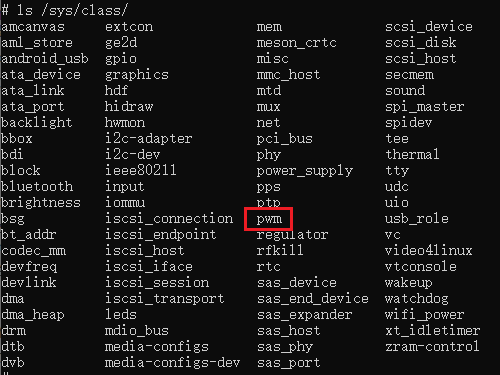 # ls /sys/class/
amcanvas extcon mem scsi_device
aml_store ge2d meson_crtc scsi_disk
android_usb gpio misc scsi_host
ata_device graphics mmc_host secmem
ata_link hdf mtd sound
ata_port hidraw mux spi_master
backlight hwmon net spidev
bbox i2c-adapter pci_bus tee
bdi i2c-dev phy thermal
block ieee80211 power_supply tty
bluetooth input pps udc
brightness iommu ptp uio
bsg iscsi_connection pwm usb_role
bt_addr iscsi_endpoint regulator vc
codec_mm iscsi_host rfkill video4linux
devfreq iscsi_iface rtc vtconsole
devlink iscsi_session sas_device wakeup
dma iscsi_transport sas_end_device watchdog
dma_heap leds sas_expander wifi_power
drm mdio_bus sas_host xt_idletimer
dtb media-configs sas_phy zram-control
dvb media-configs-dev sas_port
#